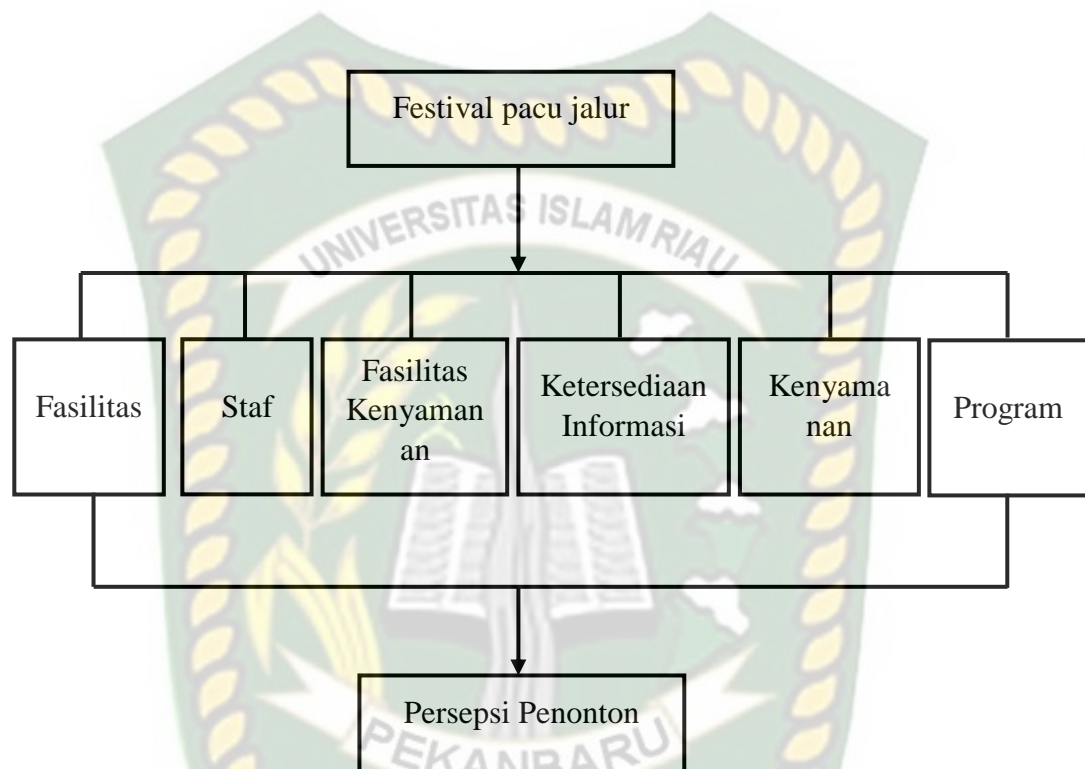 Festival pacu jalur
UNIVERSITAS ISLAM RIAU
Fasilitas
Staf
Fasilitas
Kenyaman
an
Ketersediaan
Informasi
Kenyama
nan
Program
Persepsi Penonton
PEKANBARU